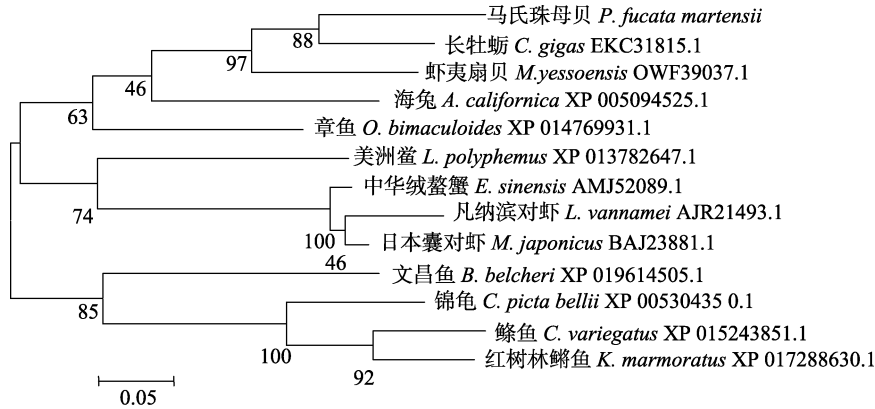 马氏珠母贝 P. fucata martensii
88
长牡蛎 C. gigas EKC31815.1
97
虾夷扇贝 M.yessoensis OWF39037.1
46
海兔 A. californica XP 005094525.1
63
章鱼 O. bimaculoides XP 014769931.1
美洲鲎 L. polyphemus XP 013782647.1
中华绒螯蟹 E. sinensis AMJ52089.1
74
凡纳滨对虾 L. vannamei AJR21493.1
100
日本囊对虾 M. japonicus BAJ23881.1
46
文昌鱼 B. belcheri XP 019614505.1
85
锦龟 C. picta bellii XP 00530435 0.1
鲦鱼 C. variegatus XP 015243851.1
100
红树林鳉鱼 K. marmoratus XP 017288630.1
92
0.05